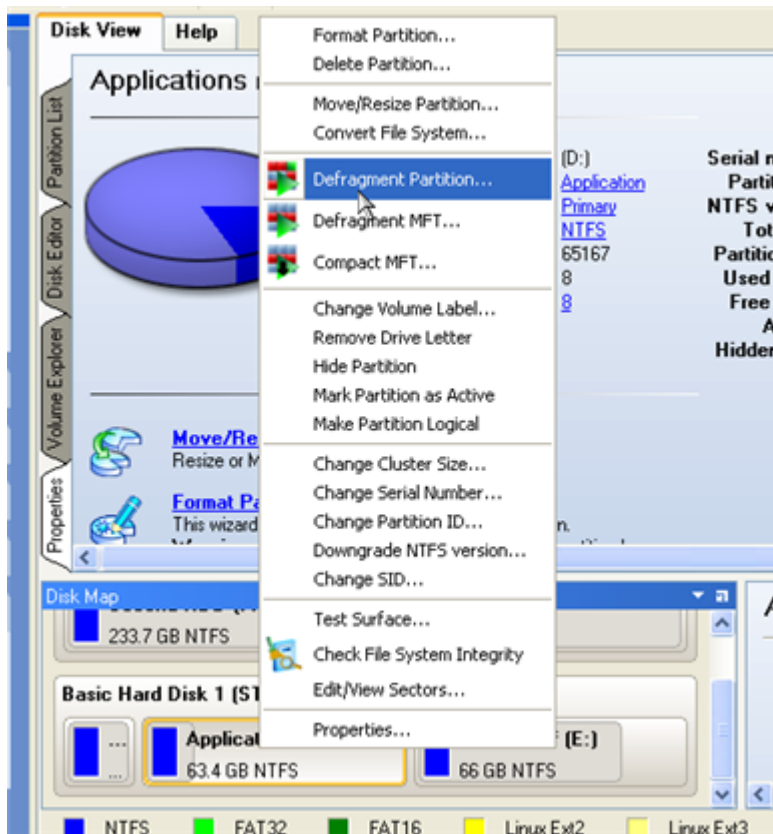 Disk View
Help
Applications
Partition List
Disk Editor
Volume Explorer
Properties
Format Partition...
Delete Partition...
Move/Resize Partition...
Convert File System...
Defragment Partition...
Defragment MFT...
Compact MFT...
Change Volume Label...
Remove Drive Letter
Hide Partition
Mark Partition as Active
Make Partition Logical
Change Cluster Size...
Change Serial Number...
Change Partition ID...
Downgrade NTFS version...
Change SID...
Test Surface...
Check File System Integrity
Edit/View Sectors...
Properties...
(D:)
Application
Primary
NTFS
65167
8
8
Serial
NTFS
Used
Free
Move/Re
Resize or M
Format Pa
This wizard
n.
Disk Map
233.7 GB NTFS
Basic Hard Disk 1 (ST
...
...
Applicat
63.4 GB NTFS
(E:)
66 GB NTFS
NTFS
FAT32
FAT16
Linux Ext2
Linux Ext3